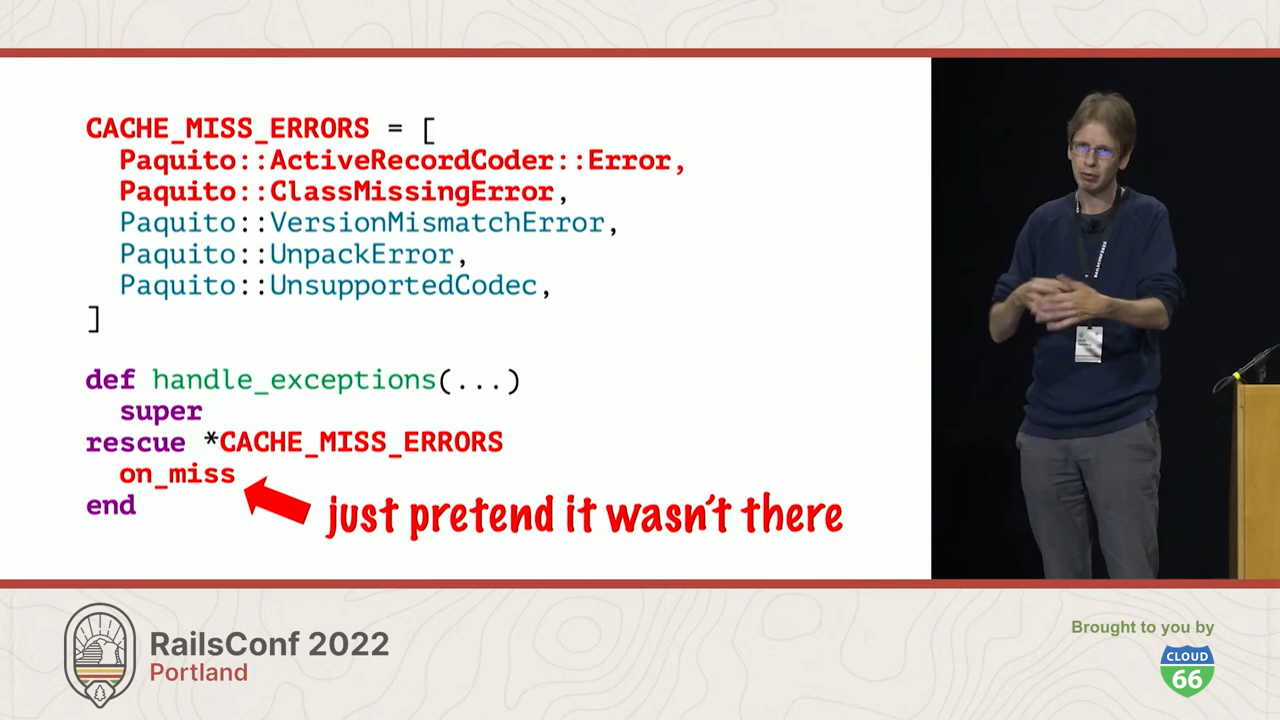 CACHE_MISS_ERRORS = [
Paquito::ActiveRecordCoder::Error,
Paquito::ClassMissingError,
Paquito::VersionMismatchError,
Paquito::UnpackError,
Paquito::UnsupportedCodec,
]
def handle_exceptions(...)
super
rescue *CACHE_MISS_ERRORS
on_miss
end
just pretend it wasn't there
RailsConf 2022
Portland
Brought to you by
CLOUD
66